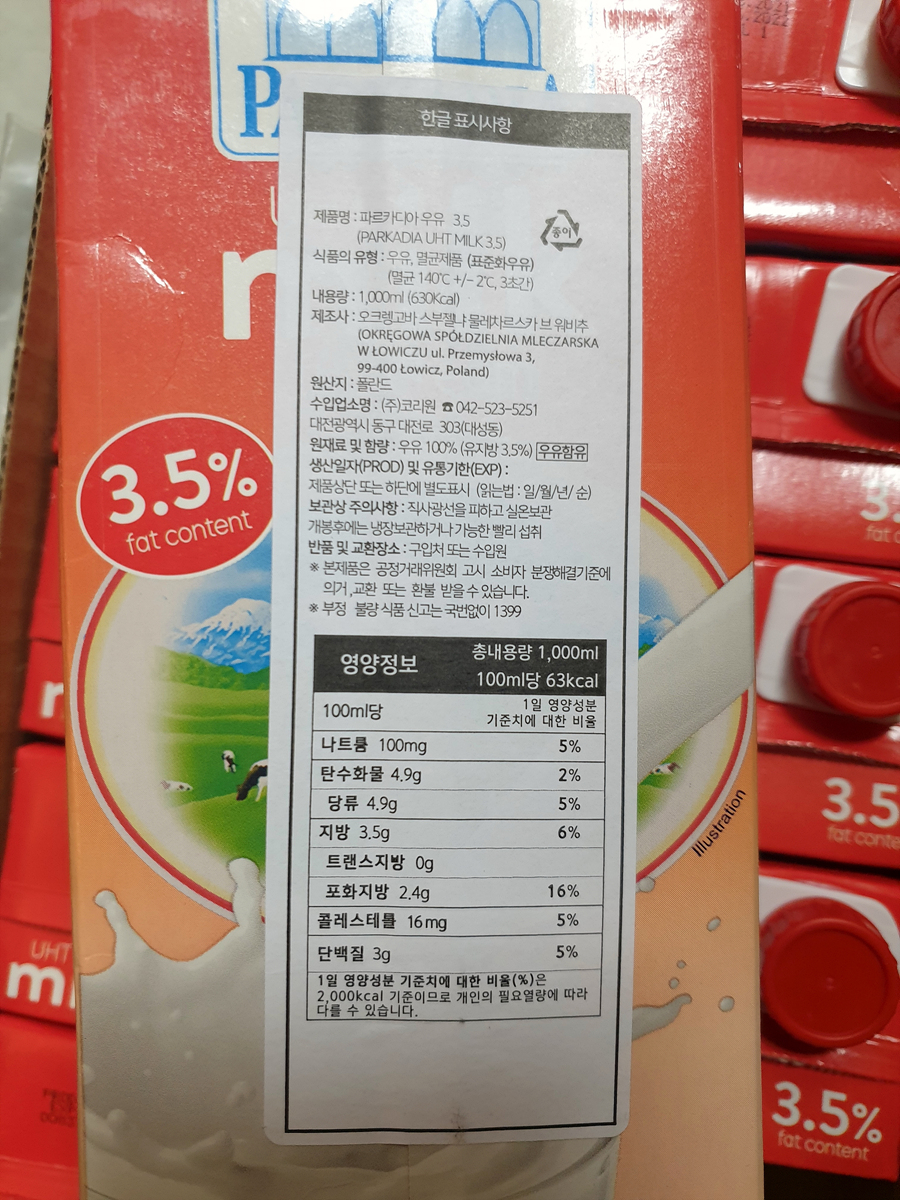 한글 표시사항
제품명 : 파르카디아 우유 3.5
(PARKADIA UHT MILK 3,5)
종이
식품의 유형 : 우유, 멸균제품 (표준화우유)
(멸균 140℃ +/- 2℃, 3초간)
내용량 : 1,000ml (630Kcal)
제조사 : 오크렝고바 스부젤냐 물레차르스카 브 워비추
(OKRĘGOWA SPÓŁDZIELNIA MLECZARSKA
W ŁOWICZU ul. Przemysłowa 3,
99-400 Łowicz, Poland)
원산지 : 폴란드
수입업소명 : (주)코리원 ☎ 042-523-5251
대전광역시 동구 대전로 303(대성동)
원재료 및 함량 : 우유 100% (유지방 3,5%) 우유함유
생산일자(PROD) 및 유통기한(EXP) :
제품상단 또는 하단에 별도표시 (읽는법 : 일/월/년/ 순)
보관상 주의사항 : 직사광선을 피하고 실온보관
개봉후에는 냉장보관하거나 가능한 빨리 섭취
반품 및 교환장소 : 구입처 또는 수입원
※ 본제품은 공정거래위원회 고시 소비자 분쟁해결기준에
의거 ,교환 또는 환불 받을 수 있습니다.
※ 부정 불량 식품 신고는 국번없이 1399
영양정보
총내용량 1,000ml
100ml당 63kcal
100ml당
1일 영양성분
기준치에 대한 비율
나트륨 100mg 5%
탄수화물 4.9g 2%
당류 4.9g 5%
지방 3.5g 6%
트랜스지방 0g
포화지방 2.4g 16%
콜레스테롤 16mg 5%
단백질 3g 5%
1일 영양성분 기준치에 대한 비율(%)은
2,000kcal 기준이므로 개인의 필요열량에 따라
다를 수 있습니다.
3.5%
fat content
Illustration
UHT
3.5
fat conte
3.5%
fat content